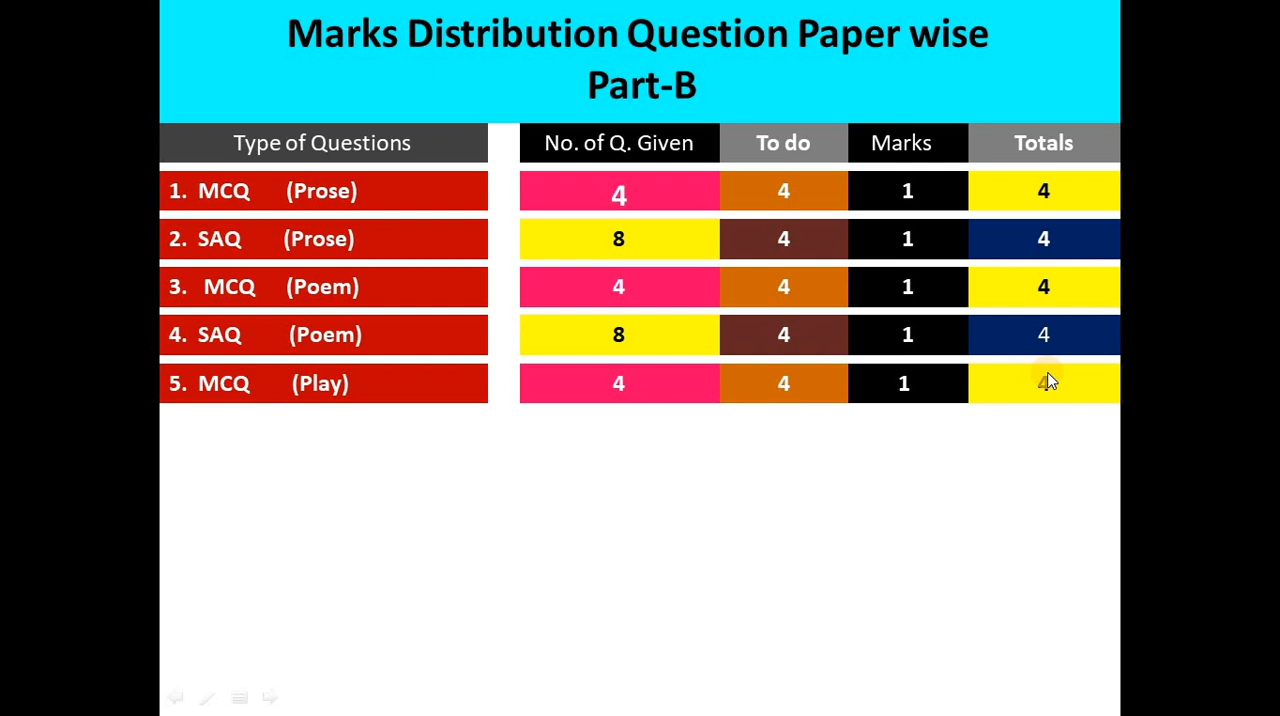 Marks Distribution Question Paper wise
Part-B
Type of Questions No. of Q. Given To do Marks Totals
1. MCQ (Prose) 4 4 1 4
2. SAQ (Prose) 8 4 1 4
3. MCQ (Poem) 4 4 1 4
4. SAQ (Poem) 8 4 1 4
5. MCQ (Play) 4 4 1 4